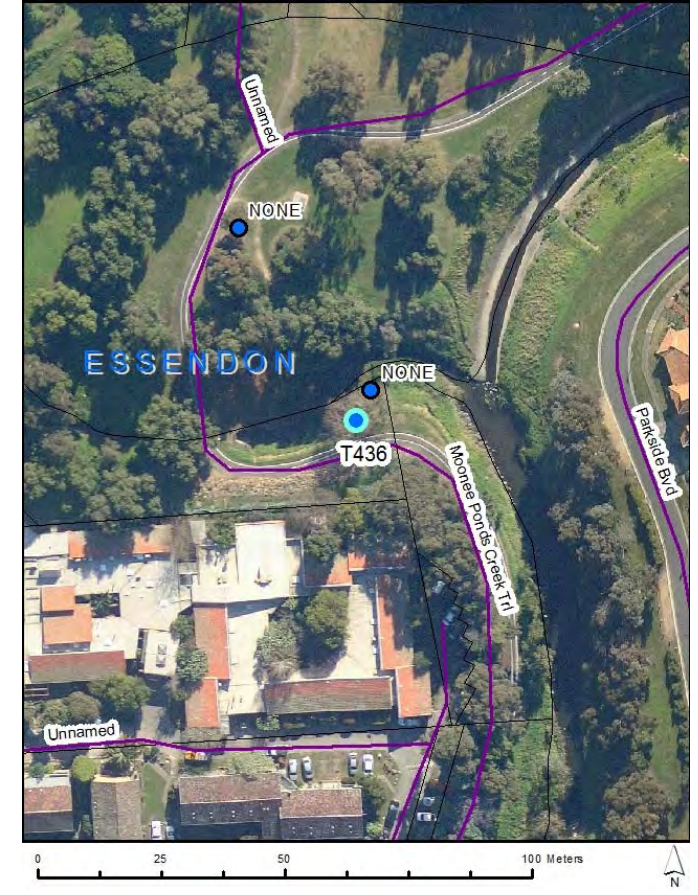 Unnamed
NONE
ESSENDON
NONE
T436
Moonee Ponds Creek Trl
Parkside Bvd
Unnamed
0 25 50 100 Meters
N